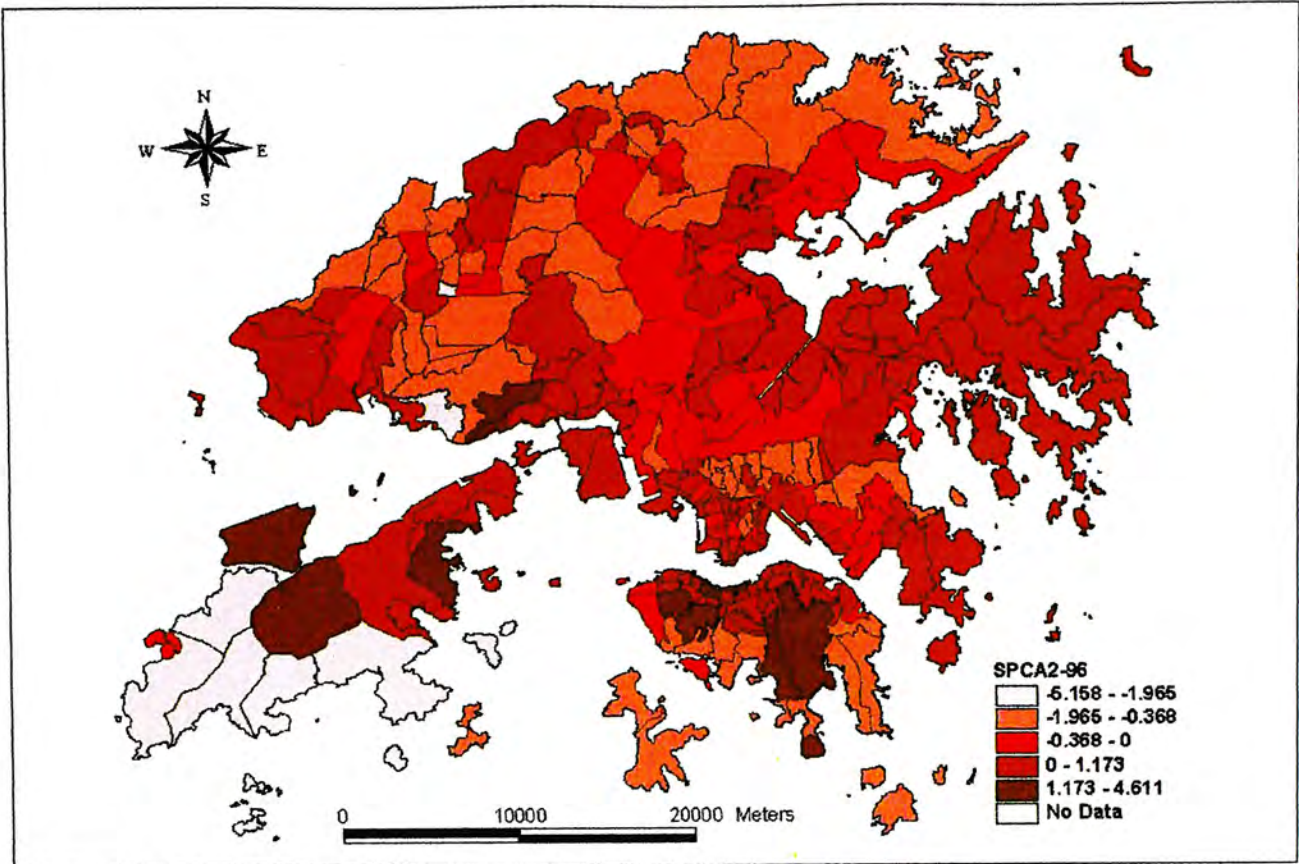 N
W E
S
SPCA2-96
-6.158 - -1.965
-1.965 - -0.368
-0.368 - 0
0 - 1.173
1.173 - 4.611
No Data
0 10000 20000 Meters